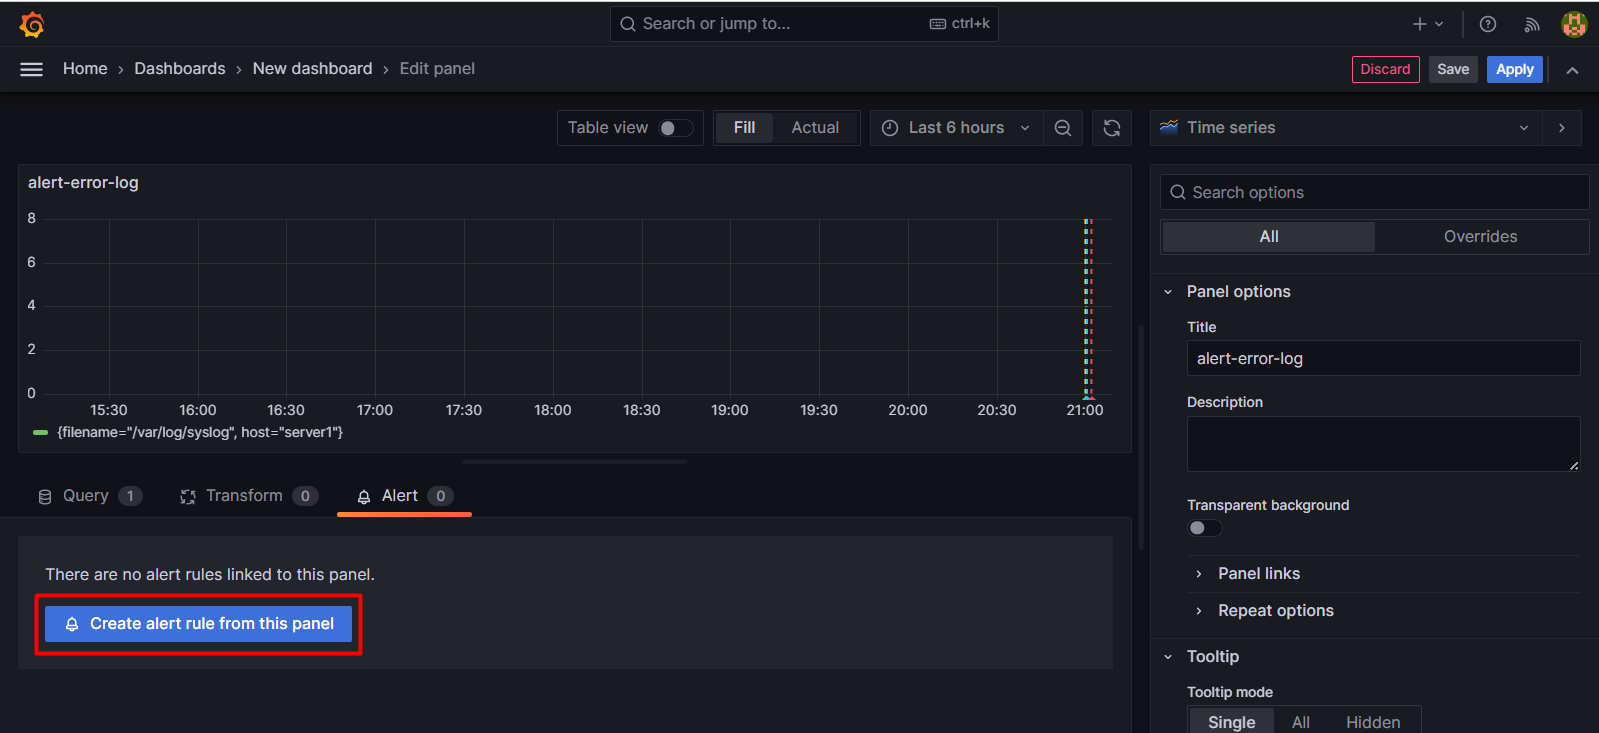 Search or jump to... ctrl+k
Home › Dashboards › New dashboard › Edit panel
Discard Save Apply
Table view Fill Actual Last 6 hours Time series
alert-error-log
8
6
4
2
0
15:30 16:00 16:30 17:00 17:30 18:00 18:30 19:00 19:30 20:00 20:30 21:00
{filename="/var/log/syslog", host="server1"}
Query 1 Transform 0 Alert 0
There are no alert rules linked to this panel.
Create alert rule from this panel
Search options
All Overrides
Panel options
Title
alert-error-log
Description
Transparent background
Panel links
Repeat options
Tooltip
Tooltip mode
Single All Hidden